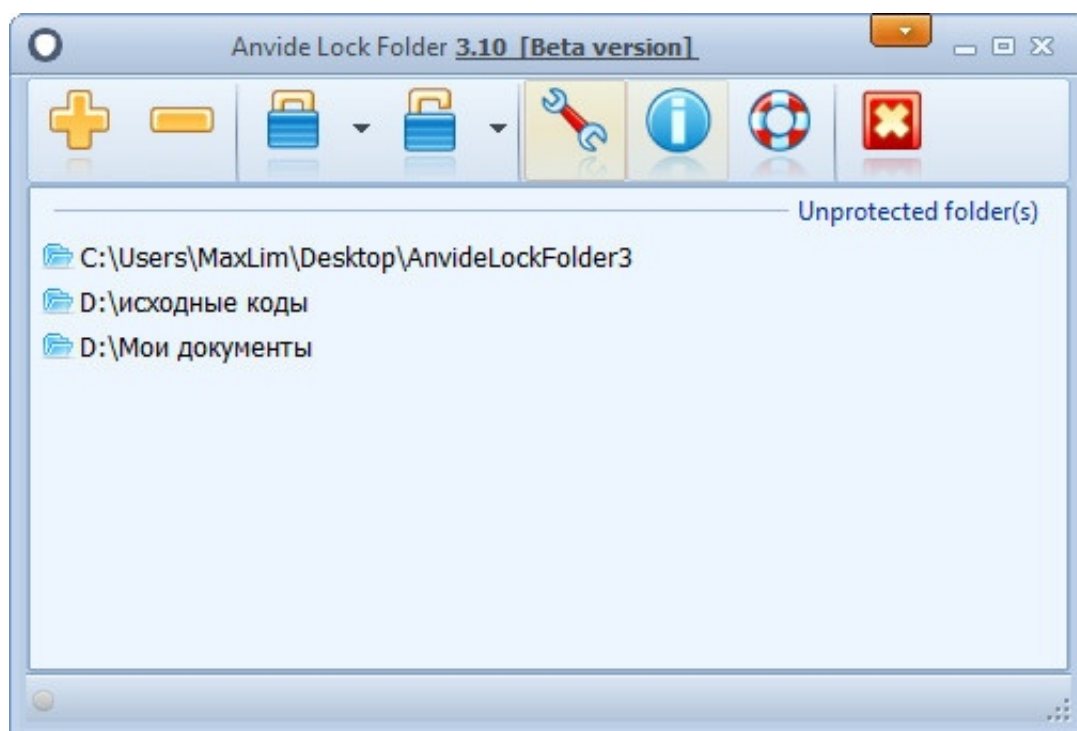 Anvide Lock Folder 3.10 [Beta version]
Unprotected folder(s)
C:\Users\MaxLim\Desktop\AnvideLockFolder3
D:\исходные коды
D:\Мои документы